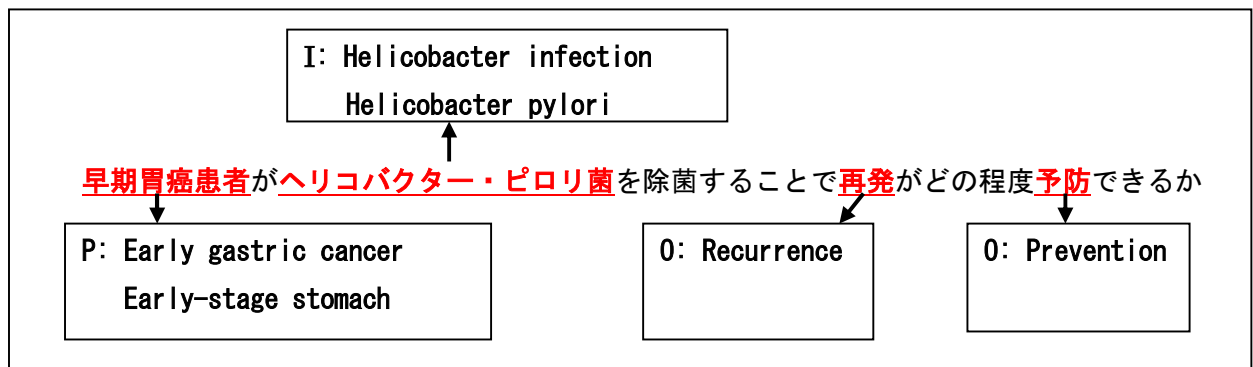 I: Helicobacter infection
Helicobacter pylori
早期胃癌患者がヘリコバクター・ピロリ菌を除菌することで再発がどの程度予防できるか
P: Early gastric cancer
Early-stage stomach
O: Recurrence
O: Prevention